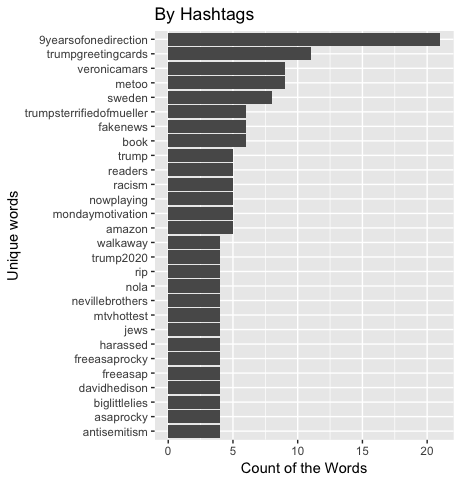 By Hashtags
Unique words
9yearsofonedirection
trumpgreetingcards
veronicamars
metoo
sweden
trumpsterrifiedofmueller
fakenews
book
trump
readers
racism
nowplaying
mondaymotivation
amazon
walkaway
trump2020
rip
nola
nevillebrothers
mtvhottest
jews
harassed
freeasaprocky
freeasap
davidhedison
biglittlelies
asaprocky
antisemitism
0 5 10 15 20
Count of the Words